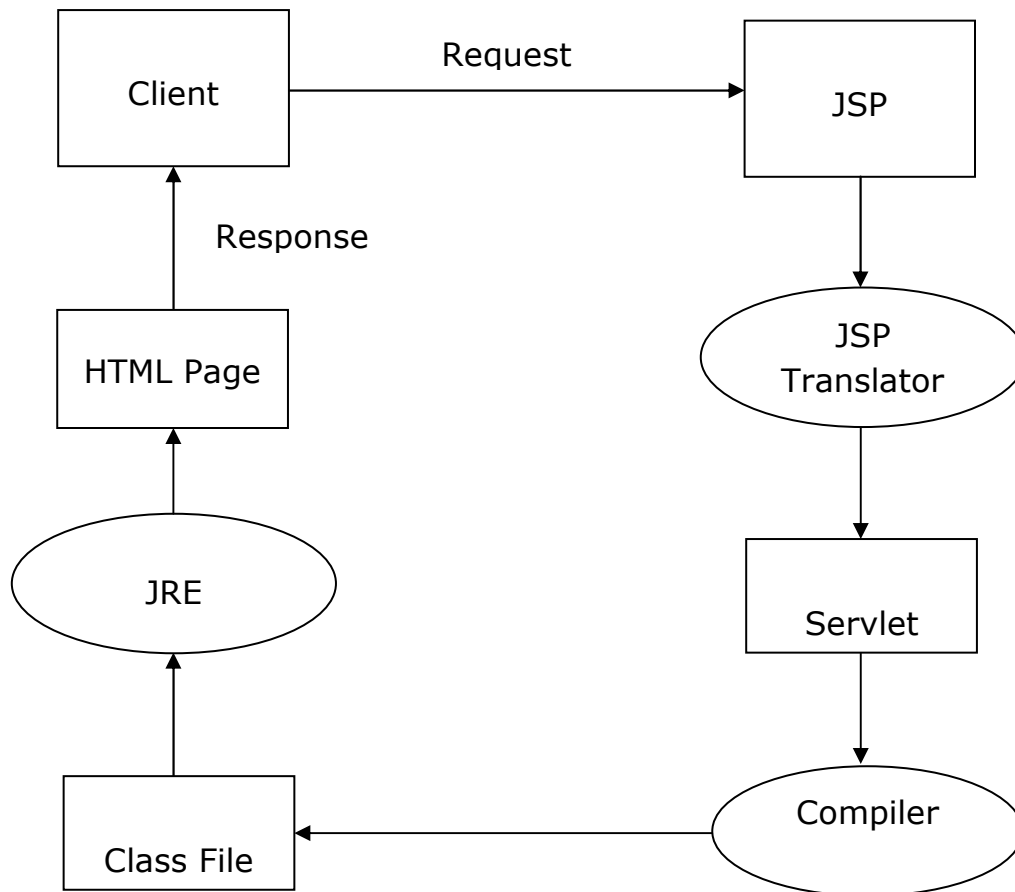 Request
Client
JSP
Response
HTML Page
JSP
Translator
JRE
Servlet
Compiler
Class File